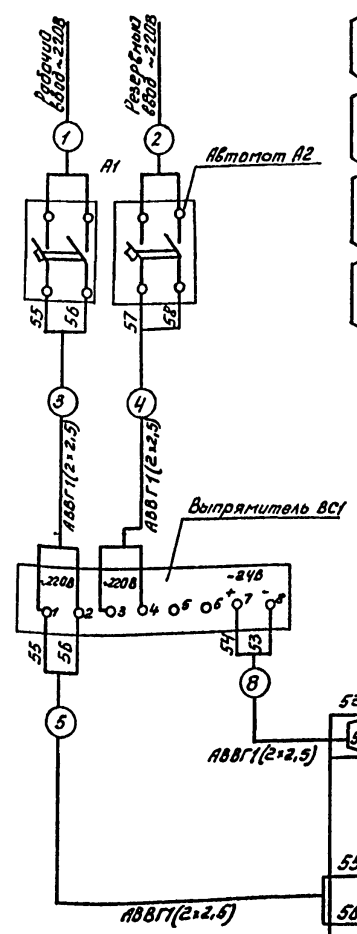 Рабочий
ввод ~220В
Резервный
ввод ~220В
1
2
А1
Автомат А2
55
56
57
58
3
4
АВВГ1(2×2,5)
АВВГ1(2×2,5)
Выпрямитель ВС1
~220В
~220В
-24В
+
-
1
2
3
4
5
6
7
8
55
56
54
53
5
8
АВВГ1(2×2,5)
АВВГ1(2×2,5)
55